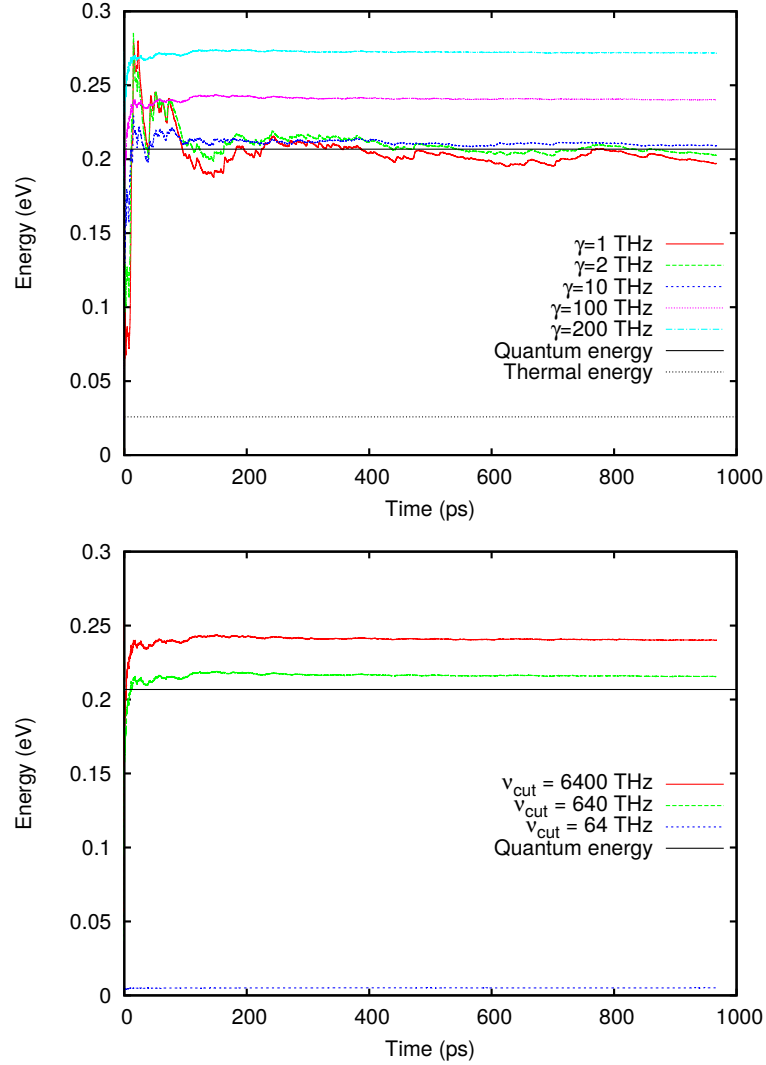 0.3
0.25
0.2
0.15
0.1
0.05
0
Energy (eV)
γ=1 THz
γ=2 THz
γ=10 THz
γ=100 THz
γ=200 THz
Quantum energy
Thermal energy
0 200 400 600 800 1000
Time (ps)
0.3
0.25
0.2
0.15
0.1
0.05
0
Energy (eV)
νcut = 6400 THz
νcut = 640 THz
νcut = 64 THz
Quantum energy
0 200 400 600 800 1000
Time (ps)